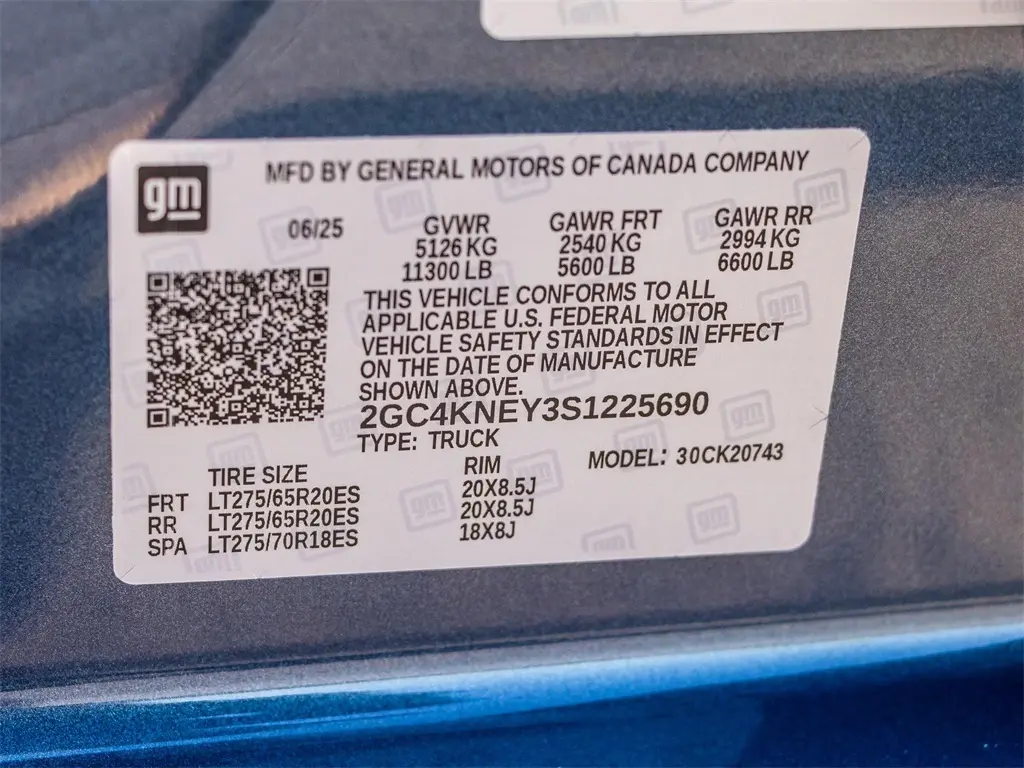 MFD BY GENERAL MOTORS OF CANADA COMPANY
gm
06/25 GVWR GAWR FRT GAWR RR
5126 KG 2540 KG 2994 KG
11300 LB 5600 LB 6600 LB
THIS VEHICLE CONFORMS TO ALL
APPLICABLE U.S. FEDERAL MOTOR
VEHICLE SAFETY STANDARDS IN EFFECT
ON THE DATE OF MANUFACTURE
SHOWN ABOVE.
2GC4KNEY3S1225690
TYPE: TRUCK
MODEL: 30CK20743
TIRE SIZE RIM
FRT LT275/65R20ES 20X8.5J
RR LT275/65R20ES 20X8.5J
SPA LT275/70R18ES 18X8J